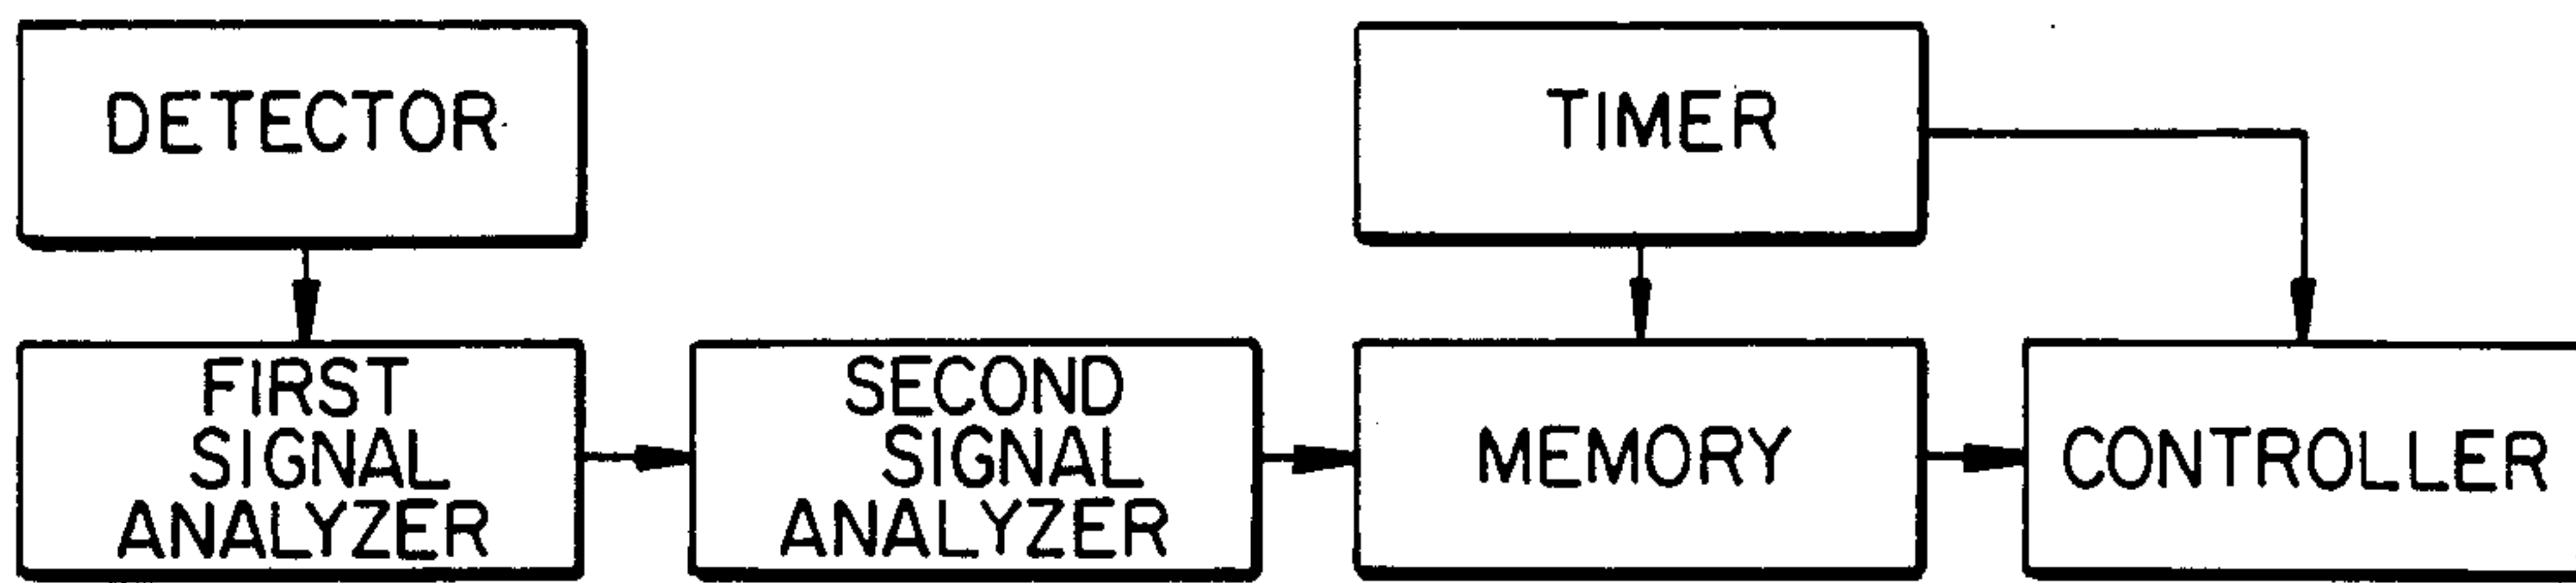 DETECTOR
TIMER
FIRST
SIGNAL
ANALYZER
SECOND
SIGNAL
ANALYZER
MEMORY
CONTROLLER